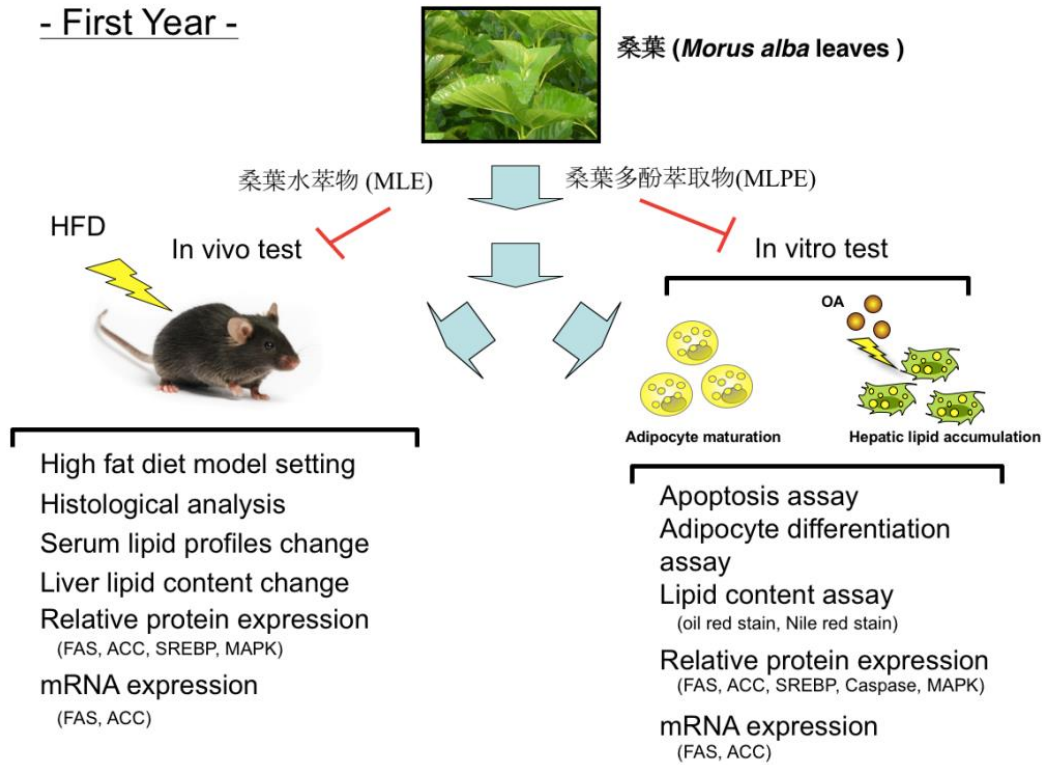 - First Year -
桑葉 (Morus alba leaves )
桑葉水萃物 (MLE)
桑葉多酚萃取物(MLPE)
HFD
In vivo test
In vitro test
OA
Adipocyte maturation
Hepatic lipid accumulation
High fat diet model setting
Histological analysis
Serum lipid profiles change
Liver lipid content change
Relative protein expression
(FAS, ACC, SREBP, MAPK)
mRNA expression
(FAS, ACC)
Apoptosis assay
Adipocyte differentiation
assay
Lipid content assay
(oil red stain, Nile red stain)
Relative protein expression
(FAS, ACC, SREBP, Caspase, MAPK)
mRNA expression
(FAS, ACC)